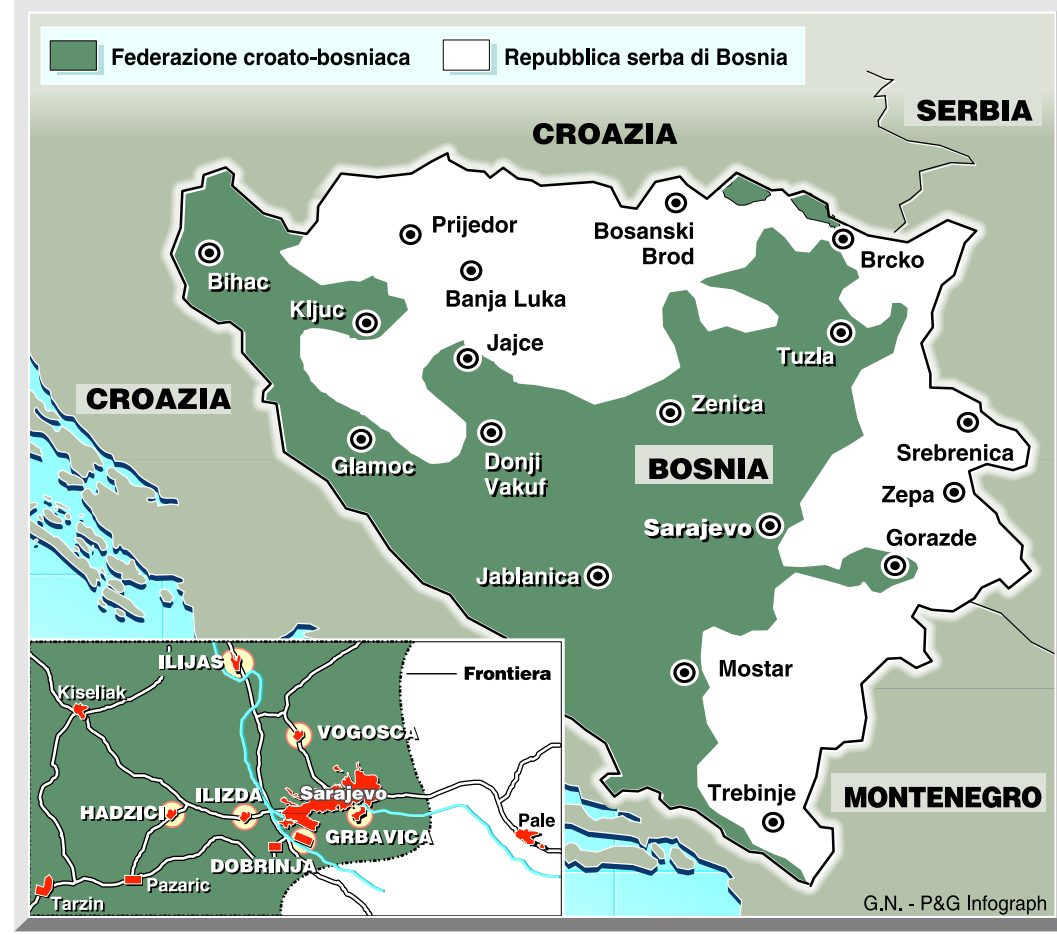 Federazione croato-bosniaca
Repubblica serba di Bosnia
SERBIA
CROAZIA
Prijedor
Bosanski
Brod
Brcko
Bihac
Banja Luka
Kljuc
Jajce
Tuzla
CROAZIA
Zenica
Srebrenica
Glamoc
Donji
Vakuf
BOSNIA
Zepa
Sarajevo
Gorazde
Jablanica
Mostar
Trebinje
MONTENEGRO
ILIJAS
Frontiera
Kiseliak
VOGOSCA
ILIZDA
Sarajevo
HADZICI
GRBAVICA
Pale
DOBRINJA
Pazaric
Tarzin
G.N. - P&G Infograph